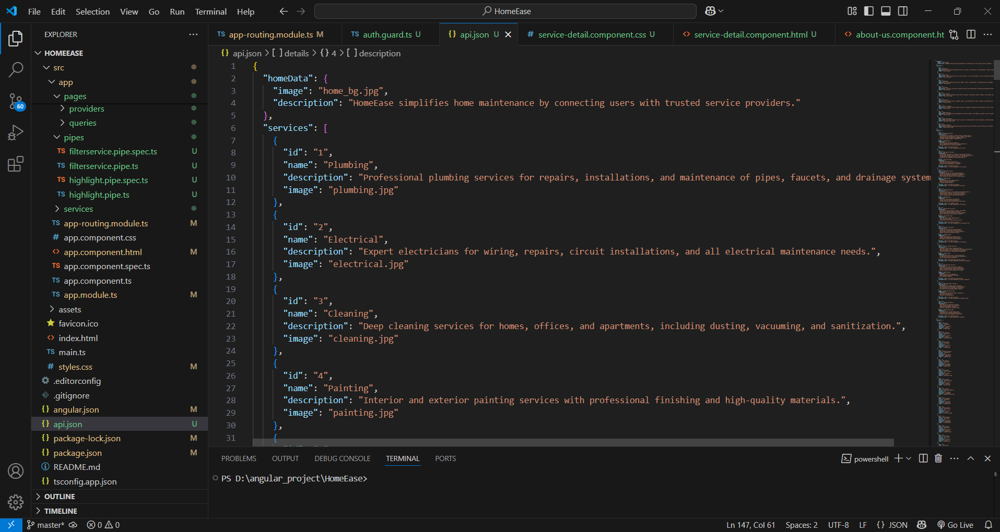 File Edit Selection View Go Run Terminal Help
HomeEase
EXPLORER
HOMEEASE
src
app
pages
providers
queries
pipes
TS filterservice.pipe.spec.ts U
TS filterservice.pipe.ts U
TS highlight.pipe.spec.ts U
TS highlight.pipe.ts U
services
TS app-routing.module.ts M
# app.component.css
<> app.component.html M
TS app.component.spec.ts
TS app.component.ts
TS app.module.ts M
assets
favicon.ico
<> index.html
TS main.ts
# styles.css M
.editorconfig
.gitignore
{} angular.json M
{} api.json U
{} package-lock.json M
{} package.json M
README.md
{} tsconfig.app.json
OUTLINE
TIMELINE
60
TS app-routing.module.ts M
TS auth.guard.ts U
{} api.json U
# service-detail.component.css U
<> service-detail.component.html U
<> about-us.component.ht
{} api.json > [ ] details > {} 4 > [ ] description
1 {
2 "homeData": {
3 "image": "home_bg.jpg",
4 "description": "HomeEase simplifies home maintenance by connecting users with trusted service providers."
5 },
6 "services": [
7 {
8 "id": "1",
9 "name": "Plumbing",
10 "description": "Professional plumbing services for repairs, installations, and maintenance of pipes, faucets, and drainage system
11 "image": "plumbing.jpg"
12 },
13 {
14 "id": "2",
15 "name": "Electrical",
16 "description": "Expert electricians for wiring, repairs, circuit installations, and all electrical maintenance needs.",
17 "image": "electrical.jpg"
18 },
19 {
20 "id": "3",
21 "name": "Cleaning",
22 "description": "Deep cleaning services for homes, offices, and apartments, including dusting, vacuuming, and sanitization.",
23 "image": "cleaning.jpg"
24 },
25 {
26 "id": "4",
27 "name": "Painting",
28 "description": "Interior and exterior painting services with professional finishing and high-quality materials.",
29 "image": "painting.jpg"
30 },
31 {
PROBLEMS OUTPUT DEBUG CONSOLE TERMINAL PORTS
powershell
PS D:\angular_project\HomeEase>
master* 0 0
Ln 147, Col 61 Spaces: 2 UTF-8 LF {} JSON Go Live